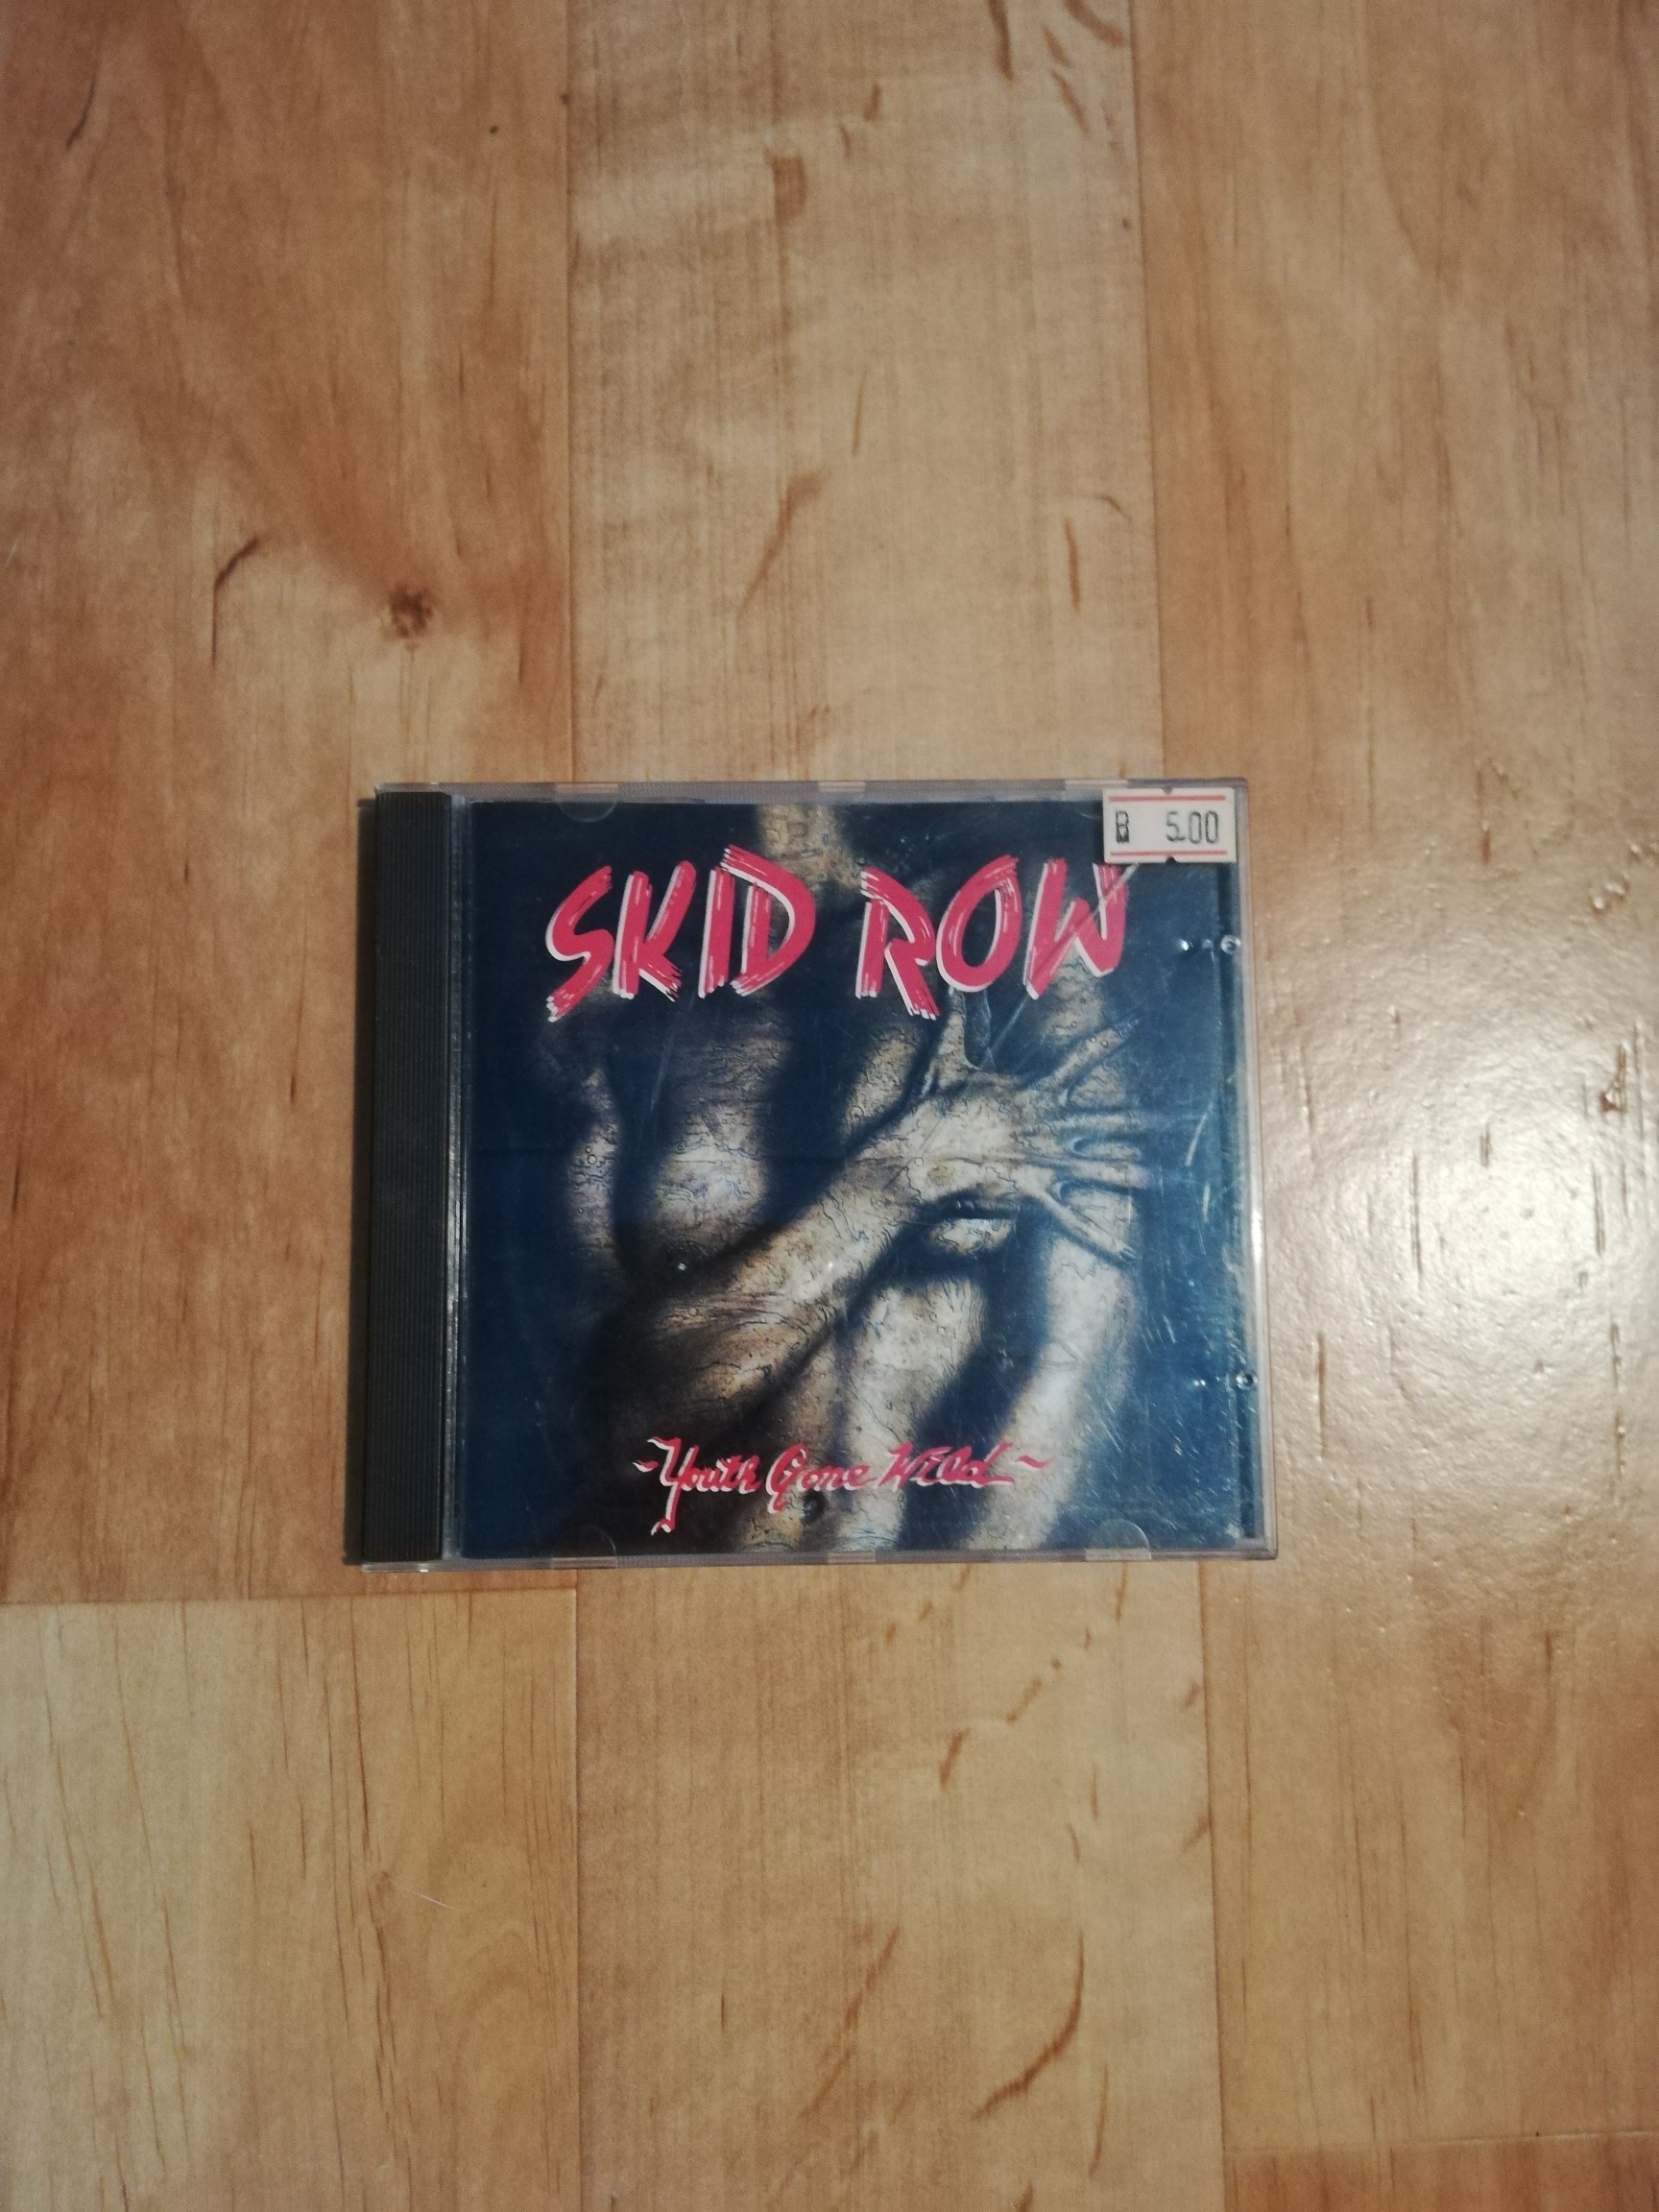 B 5.00
SKID ROW
~Youth Gone Wild~